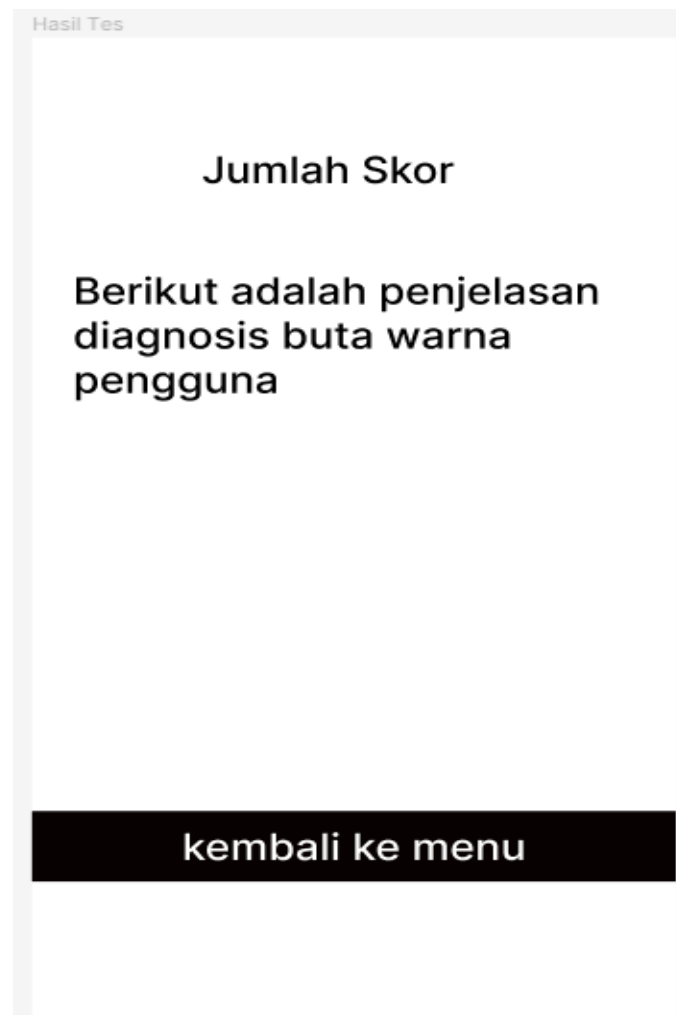 Hasil Tes
Jumlah Skor
Berikut adalah penjelasan
diagnosis buta warna
pengguna
kembali ke menu